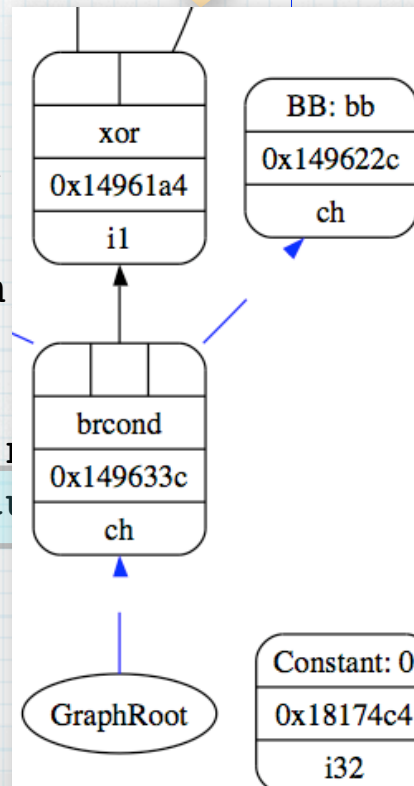 xor
0x14961a4
i1
BB: bb
0x149622c
ch
brcond
0x149633c
ch
GraphRoot
Constant: 0
0x18174c4
i32